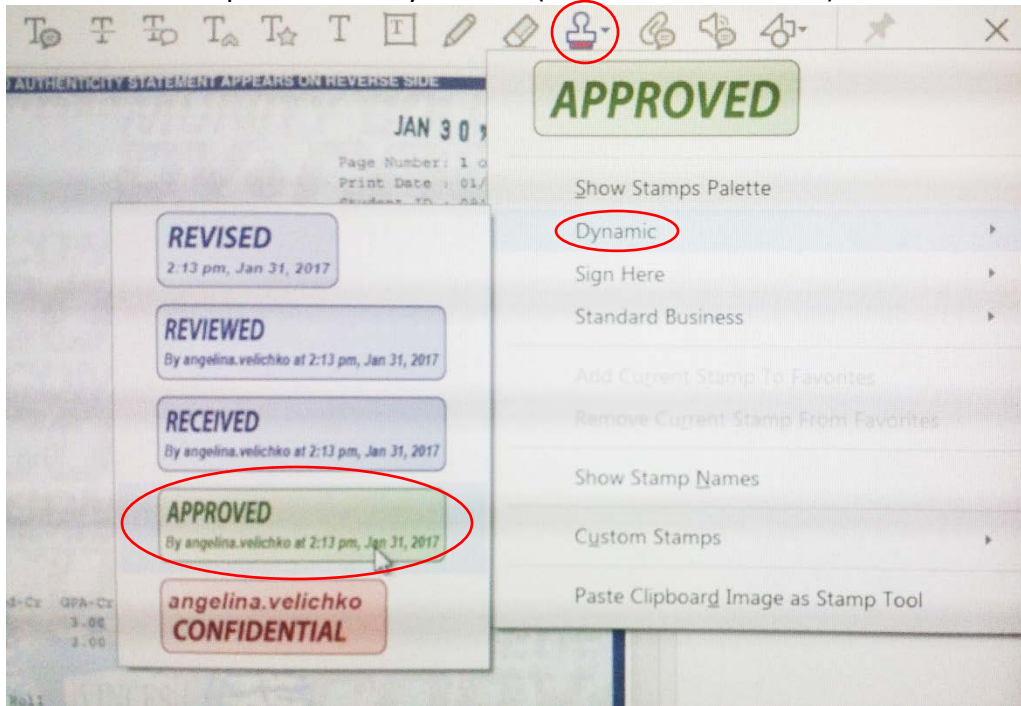 AUTHENTICITY STATEMENT APPEARS ON REVERSE SIDE
JAN 30
Page Number: 1
Print Date : 01/
Student ID :
APPROVED
Show Stamps Palette
Dynamic
Sign Here
Standard Business
Add Current Stamp To Favorites
Remove Current Stamp From Favorites
Show Stamp Names
Custom Stamps
Paste Clipboard Image as Stamp Tool
REVISED
2:13 pm, Jan 31, 2017
REVIEWED
By angelina.velichko at 2:13 pm, Jan 31, 2017
RECEIVED
By angelina.velichko at 2:13 pm, Jan 31, 2017
APPROVED
By angelina.velichko at 2:13 pm, Jan 31, 2017
angelina.velichko
CONFIDENTIAL
GPA-Cr
3.00
3.00
Roll